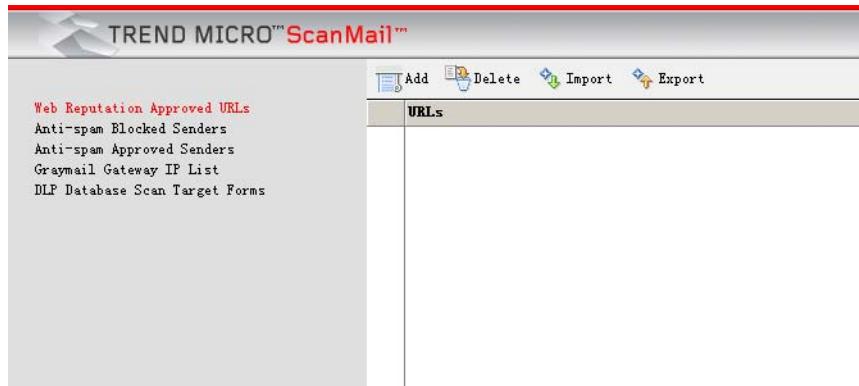 TREND MICRO™ ScanMail™
Add Delete Import Export
Web Reputation Approved URLs
Anti-spam Blocked Senders
Anti-spam Approved Senders
Graymail Gateway IP List
DLP Database Scan Target Forms
URLs